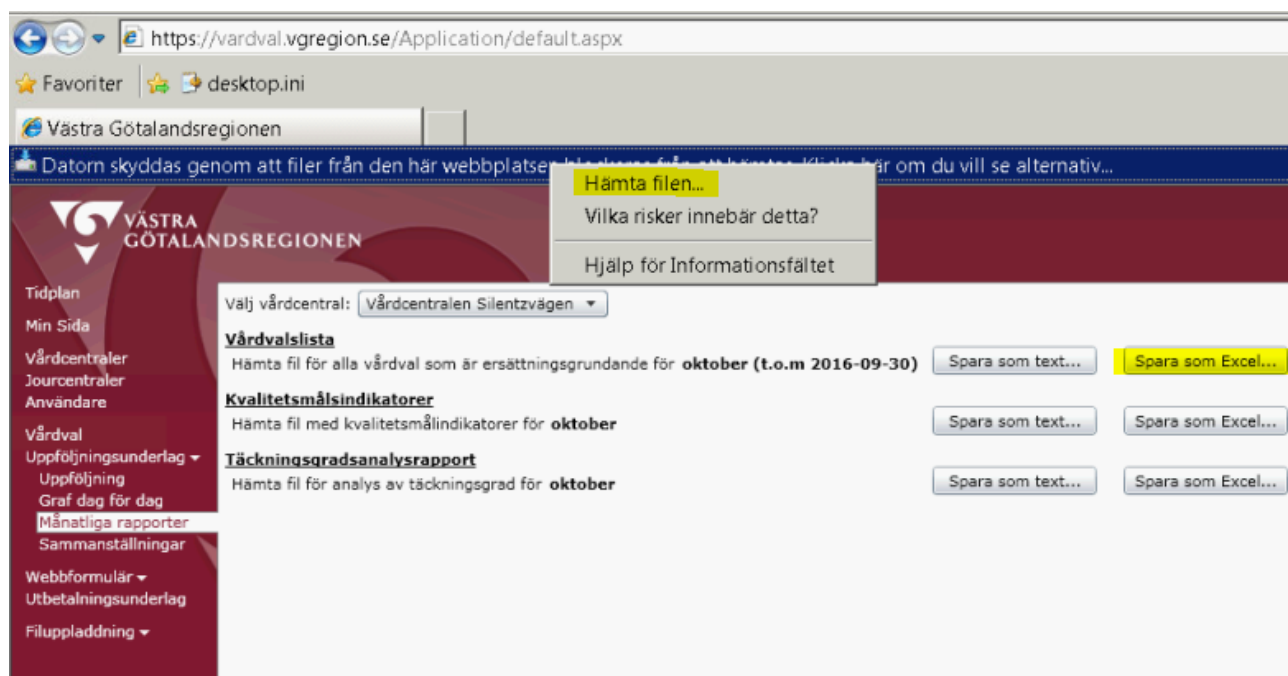 https://vardval.vgregion.se/Application/default.aspx
Favoriter desktop.ini
Västra Götalandsregionen
Datorn skyddas genom att filer från den här webbplatsen om du vill se alternativ...
Hämta filen...
Vilka risker innebär detta?
Hjälp för Informationsfältet
VÄSTRA
GÖTALANDSREGIONEN
Tidplan
Min Sida
Vårdcentraler
Jourcentraler
Användare
Vårdval
Uppföljningsunderlag
Uppföljning
Graf dag för dag
Månatliga rapporter
Sammanställningar
Webbformulär
Utbetalningsunderlag
Filuppladdning
Välj vårdcentral: Vårdcentralen Silentzvägen
Vårdvalslista
Hämta fil för alla vårdval som är ersättningsgrundande för oktober (t.o.m 2016-09-30) Spara som text... Spara som Excel...
Kvalitetsmålsindikatorer
Hämta fil med kvalitetsmålindikatorer för oktober Spara som text... Spara som Excel...
Täckningsgradsanalysrapport
Hämta fil för analys av täckningsgrad för oktober Spara som text... Spara som Excel...